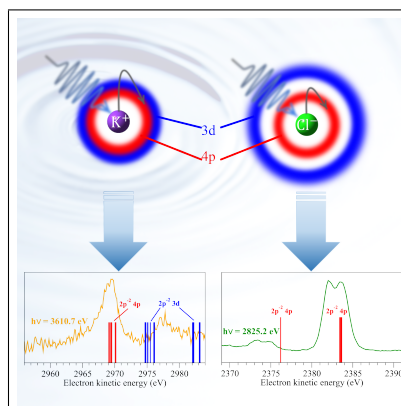 K⁺
Cl⁻
3d
4p
2p⁻² 4p
2p⁻² 3d
hν = 3610.7 eV
2960
2965
2970
2975
2980
Electron kinetic energy (eV)
2p⁻² 4p
2p⁻² 4p
hν = 2825.2 eV
2370
2375
2380
2385
2390
Electron kinetic energy (eV)